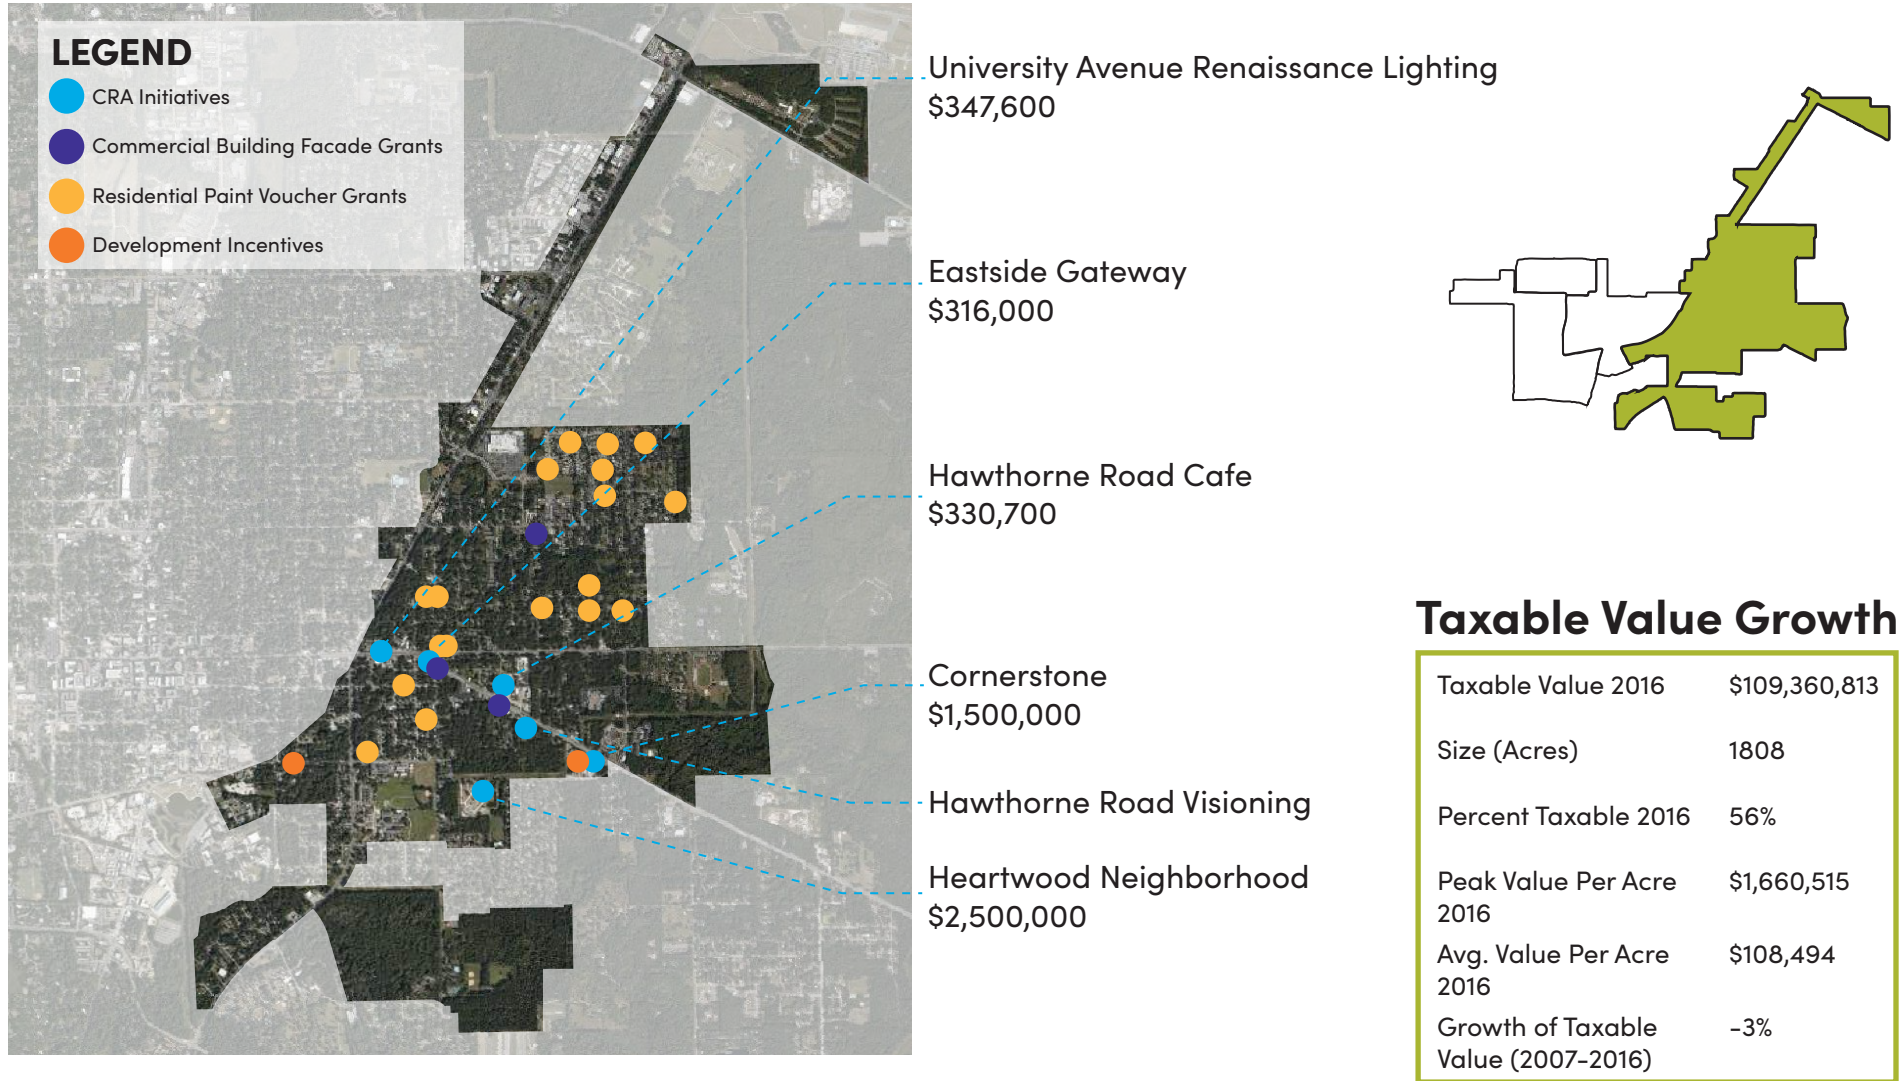 LEGEND
CRA Initiatives
Commercial Building Facade Grants
Residential Paint Voucher Grants
Development Incentives
University Avenue Renaissance Lighting
$347,600
Eastside Gateway
$316,000
Hawthorne Road Cafe
$330,700
Cornerstone
$1,500,000
Hawthorne Road Visioning
Heartwood Neighborhood
$2,500,000
Taxable Value Growth
Taxable Value 2016 $109,360,813
Size (Acres) 1808
Percent Taxable 2016 56%
Peak Value Per Acre $1,660,515
2016
Avg. Value Per Acre $108,494
2016
Growth of Taxable -3%
Value (2007-2016)